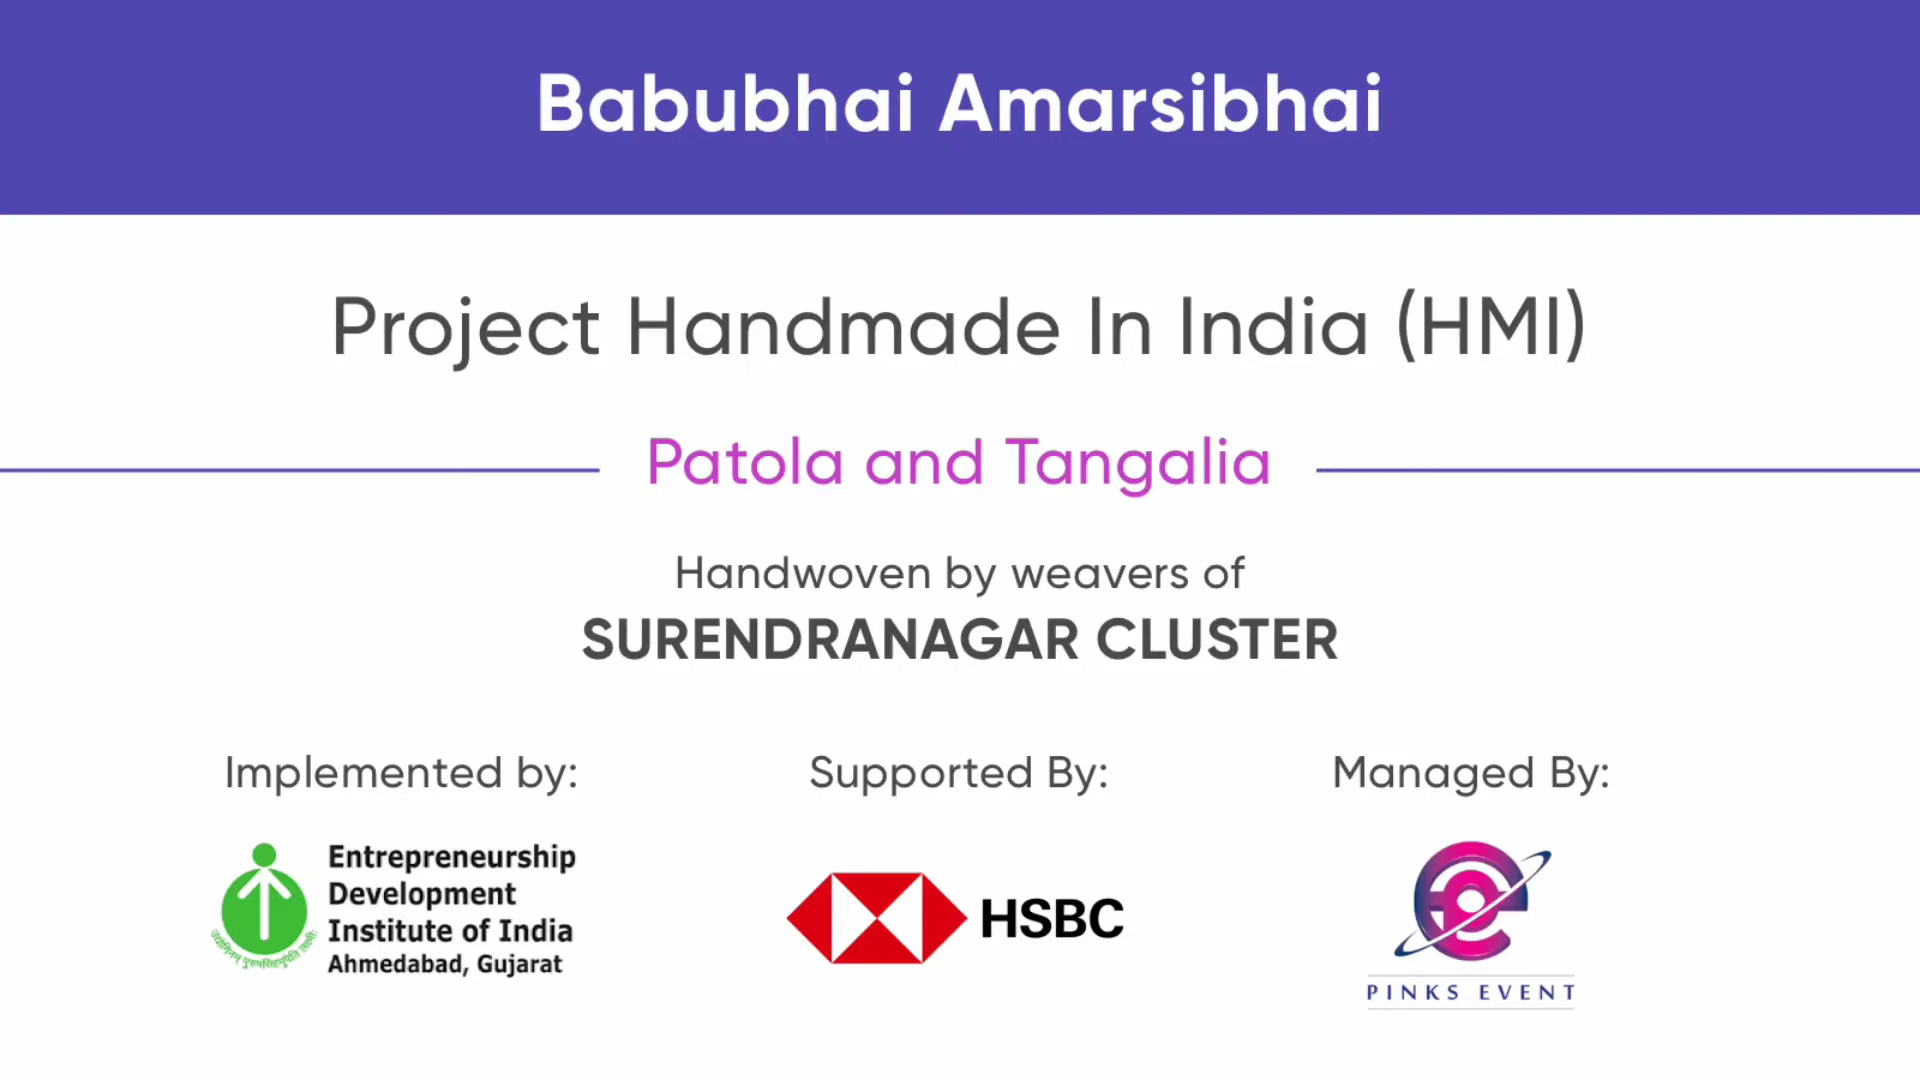 Babubhai Amarsibhai
Project Handmade In India (HMI)
Patola and Tangalia
Handwoven by weavers of
SURENDRANAGAR CLUSTER
Implemented by:
Entrepreneurship
Development
Institute of India
Ahmedabad, Gujarat
Supported By:
HSBC
Managed By:
PINKS EVENT